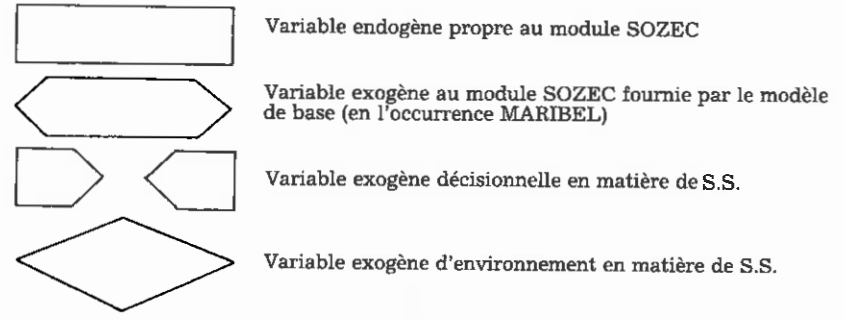 Variable endogène propre au module SOZEC
Variable exogène au module SOZEC fournie par le modèle
de base (en l'occurrence MARIBEL)
Variable exogène décisionnelle en matière de S.S.
Variable exogène d'environnement en matière de S.S.